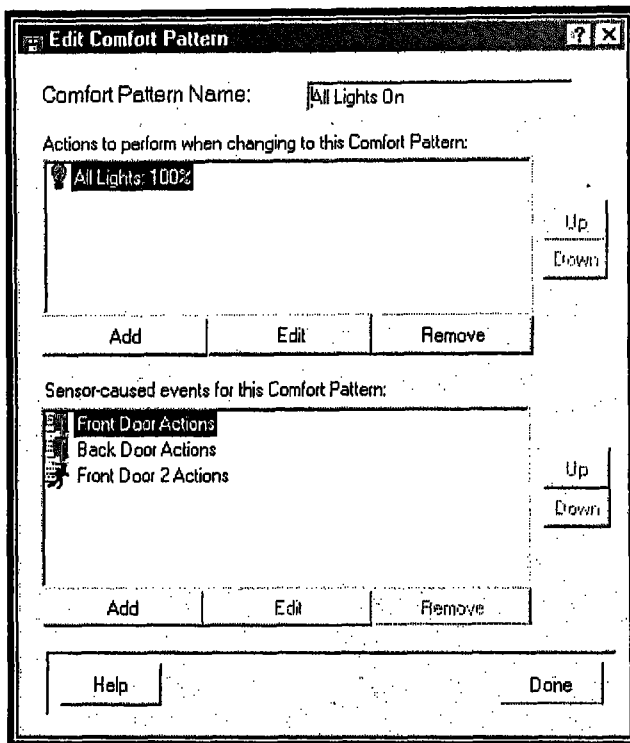 Edit Comfort Pattern ? X
Comfort Pattern Name: All Lights On
Actions to perform when changing to this Comfort Pattern:
All Lights: 100%
Up
Down
Add Edit Remove
Sensor-caused events for this Comfort Pattern:
Front Door Actions
Back Door Actions
Front Door 2 Actions
Up
Down
Add Edit Remove
Help Done